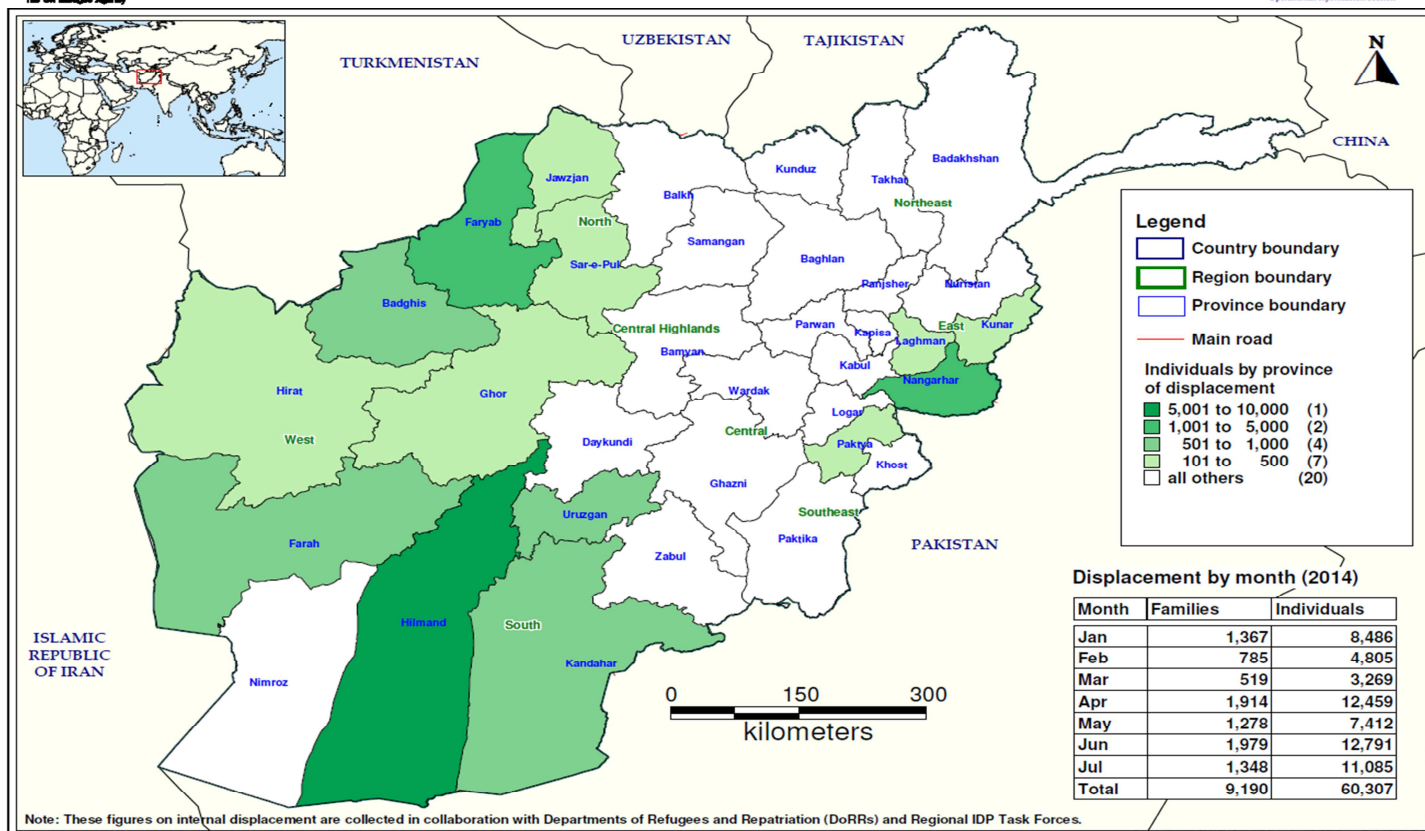 UZBEKISTAN
TAJIKISTAN
TURKMENISTAN
N
CHINA
Badakhshan
Kunduz
Takhar
Jawzjan
Balkh
Northeast
Faryab
North
Samangan
Sar-e-Pul
Baghlan
Panjsher
Nuristan
Badghis
Central Highlands
Parwan
Kapisa
East
Kunar
Laghman
Bamyan
Kabul
Nangarhar
Hirat
Ghor
Wardak
Logar
West
Daykundi
Central
Paktya
Khost
Ghazni
Uruzgan
Southeast
Farah
Zabul
Paktika
PAKISTAN
Hilmand
South
Kandahar
Nimroz
ISLAMIC
REPUBLIC
OF IRAN
0 150 300
kilometers
Legend
Country boundary
Region boundary
Province boundary
Main road
Individuals by province
of displacement
5,001 to 10,000 (1)
1,001 to 5,000 (2)
501 to 1,000 (4)
101 to 500 (7)
all others (20)
Displacement by month (2014)
Month Families Individuals
Jan 1,367 8,486
Feb 785 4,805
Mar 519 3,269
Apr 1,914 12,459
May 1,278 7,412
Jun 1,979 12,791
Jul 1,348 11,085
Total 9,190 60,307
Note: These figures on internal displacement are collected in collaboration with Departments of Refugees and Repatriation (DoRRs) and Regional IDP Task Forces.